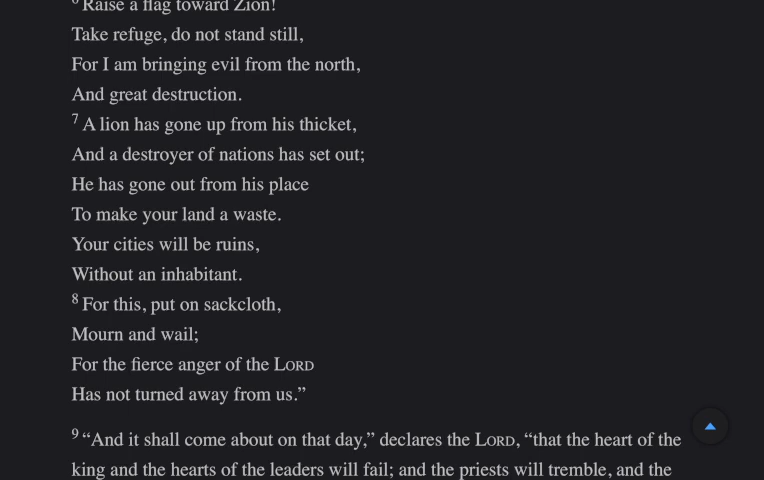 6 Raise a flag toward Zion!
Take refuge, do not stand still,
For I am bringing evil from the north,
And great destruction.
7 A lion has gone up from his thicket,
And a destroyer of nations has set out;
He has gone out from his place
To make your land a waste.
Your cities will be ruins,
Without an inhabitant.
8 For this, put on sackcloth,
Mourn and wail;
For the fierce anger of the LORD
Has not turned away from us.”
9 “And it shall come about on that day,” declares the LORD, “that the heart of the
king and the hearts of the leaders will fail; and the priests will tremble, and the